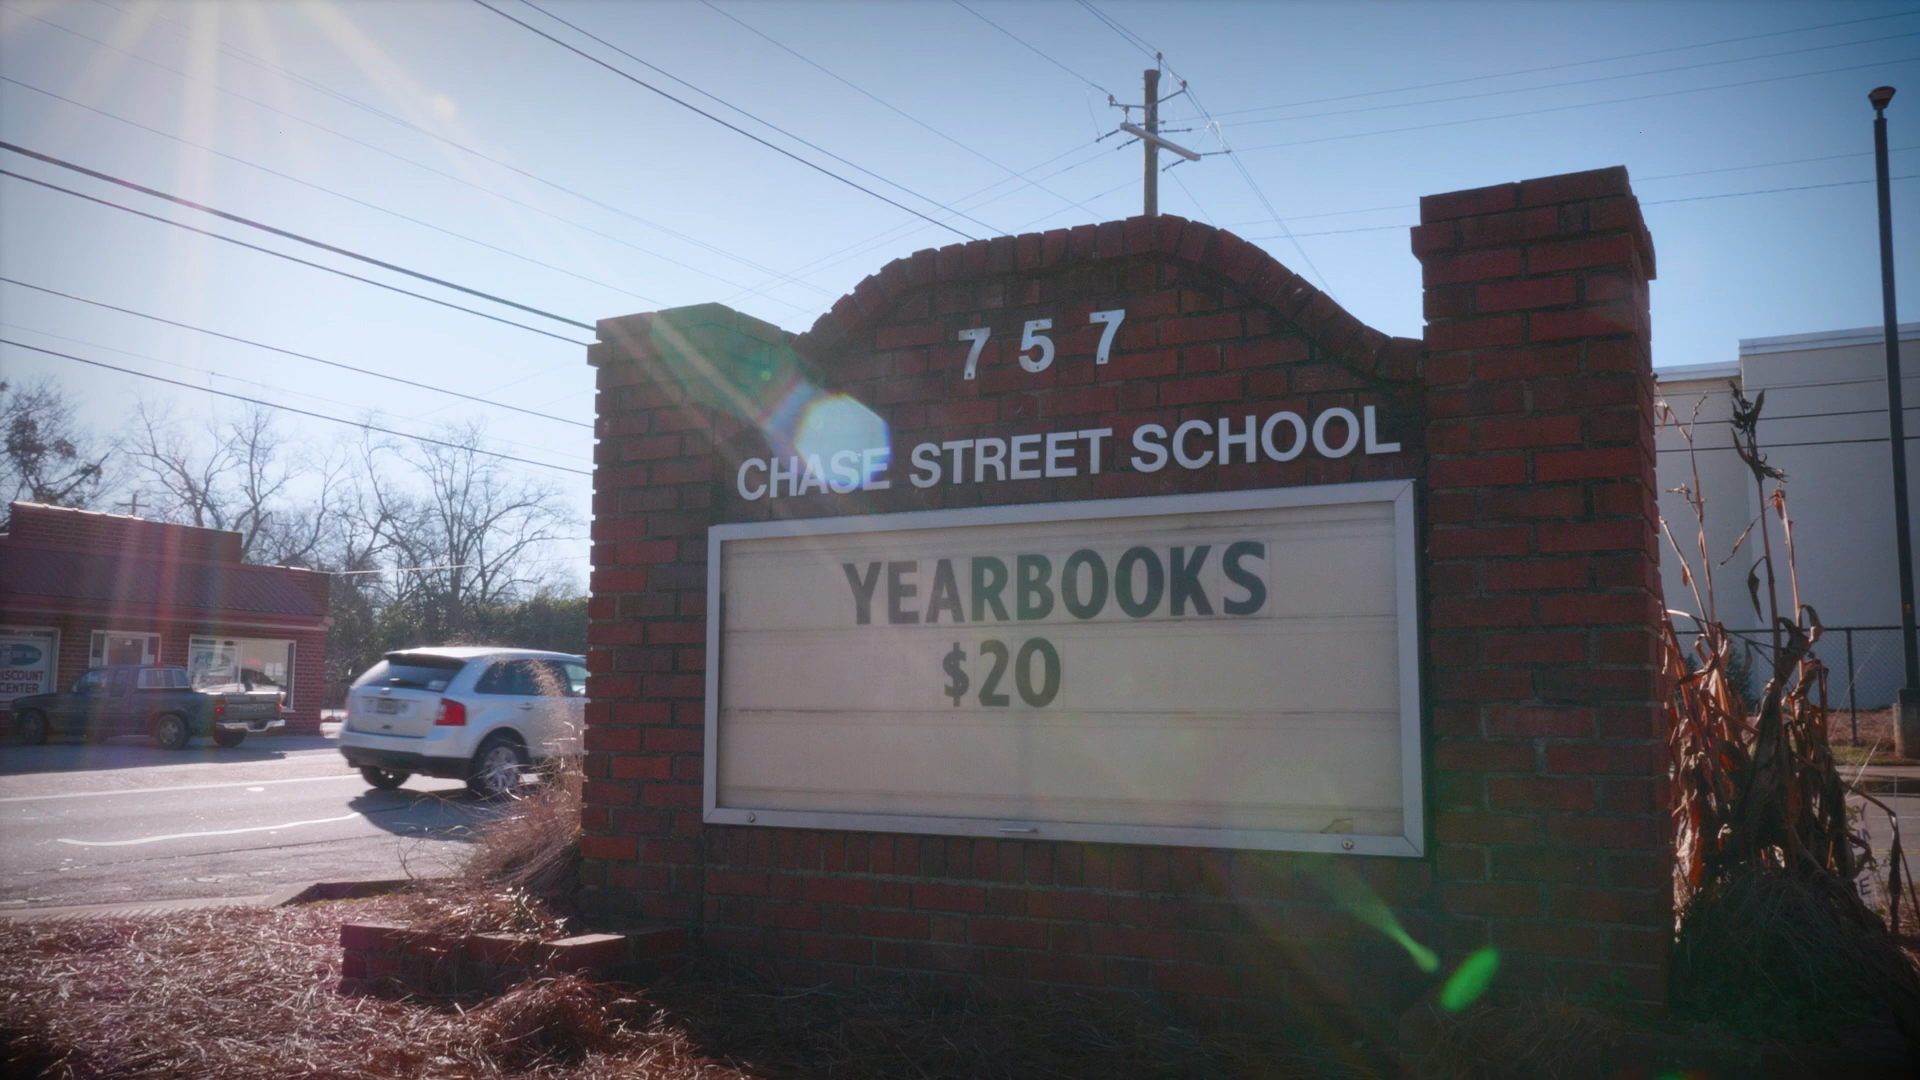 757
CHASE STREET SCHOOL
YEARBOOKS
$20
DISCOUNT
CENTER